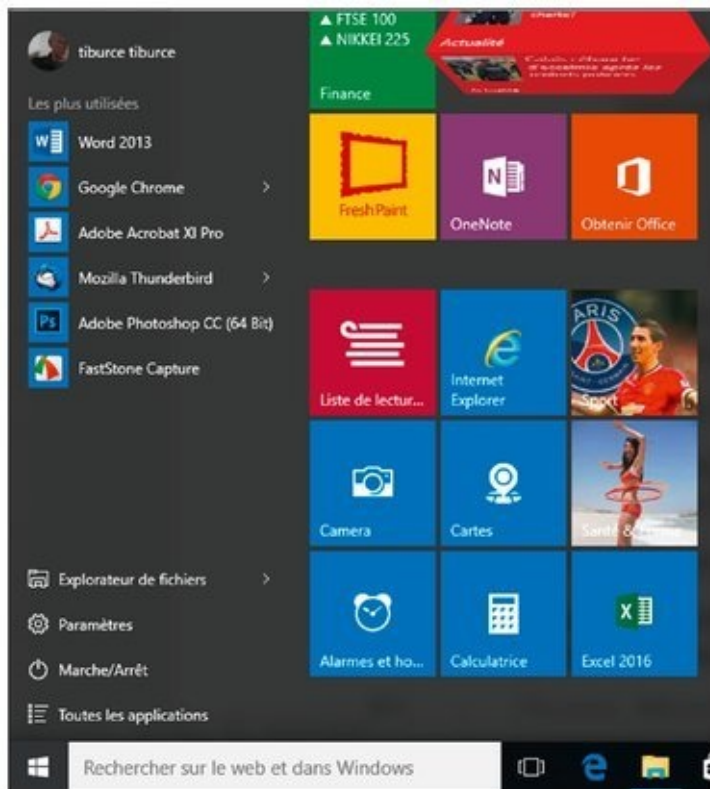 tiburce tiburce
Les plus utilisées
W
Word 2013
Google Chrome
Adobe Acrobat XI Pro
Mozilla Thunderbird
Ps
Adobe Photoshop CC (64 Bit)
FastStone Capture
Explorateur de fichiers
Paramètres
Marche/Arrêt
Toutes les applications
▲ FTSE 100
▲ NIKKEI 225
Finance
Actualité
Fresh Paint
N
OneNote
Obtenir Office
Liste de lectur...
Internet
Explorer
PARIS
Sport
Camera
Cartes
Santé &
Alarmes et ho...
Calculatrice
X
Excel 2016
Rechercher sur le web et dans Windows